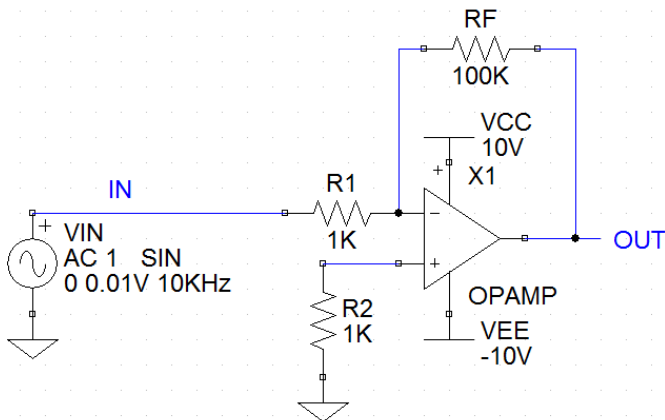 RF
100K
VCC
10V
+
X1
IN
R1
1K
−
+
VIN
AC 1 SIN
0 0.01V 10KHz
+
OUT
R2
1K
OPAMP
VEE
-10V